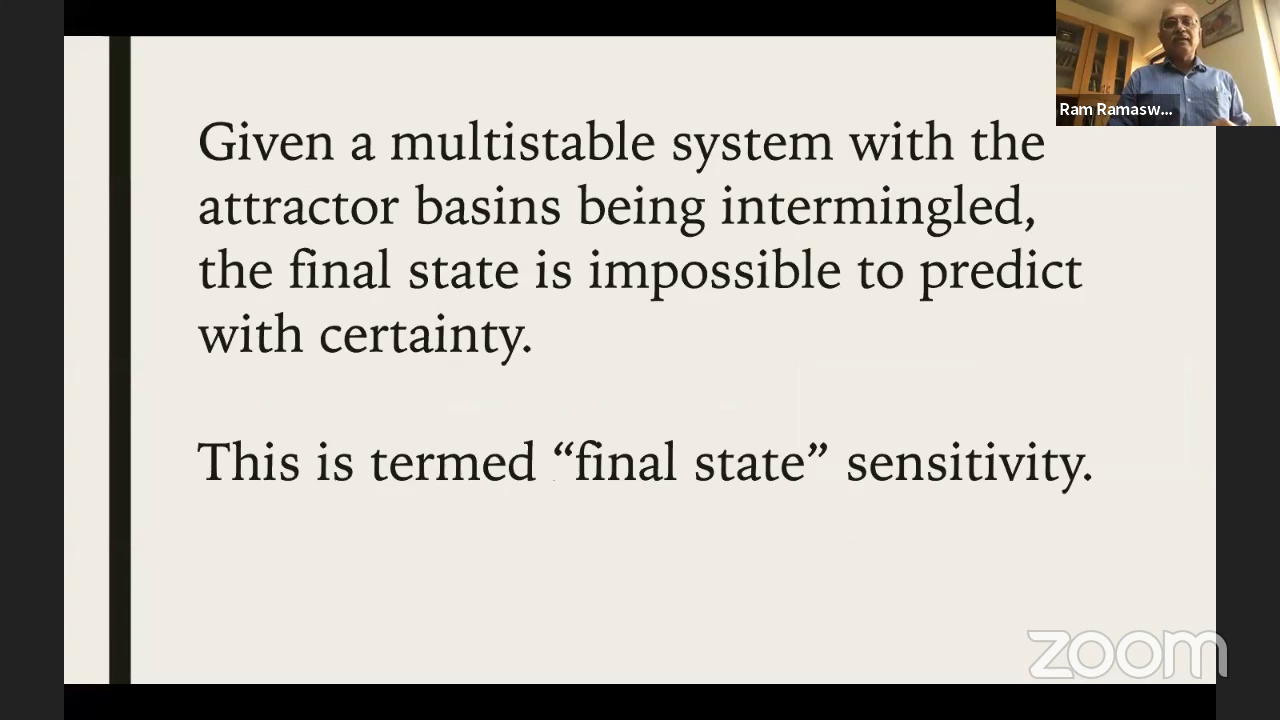 Given a multistable system with the
attractor basins being intermingled,
the final state is impossible to predict
with certainty.
This is termed “final state” sensitivity.
Ram Ramasw...
zoom